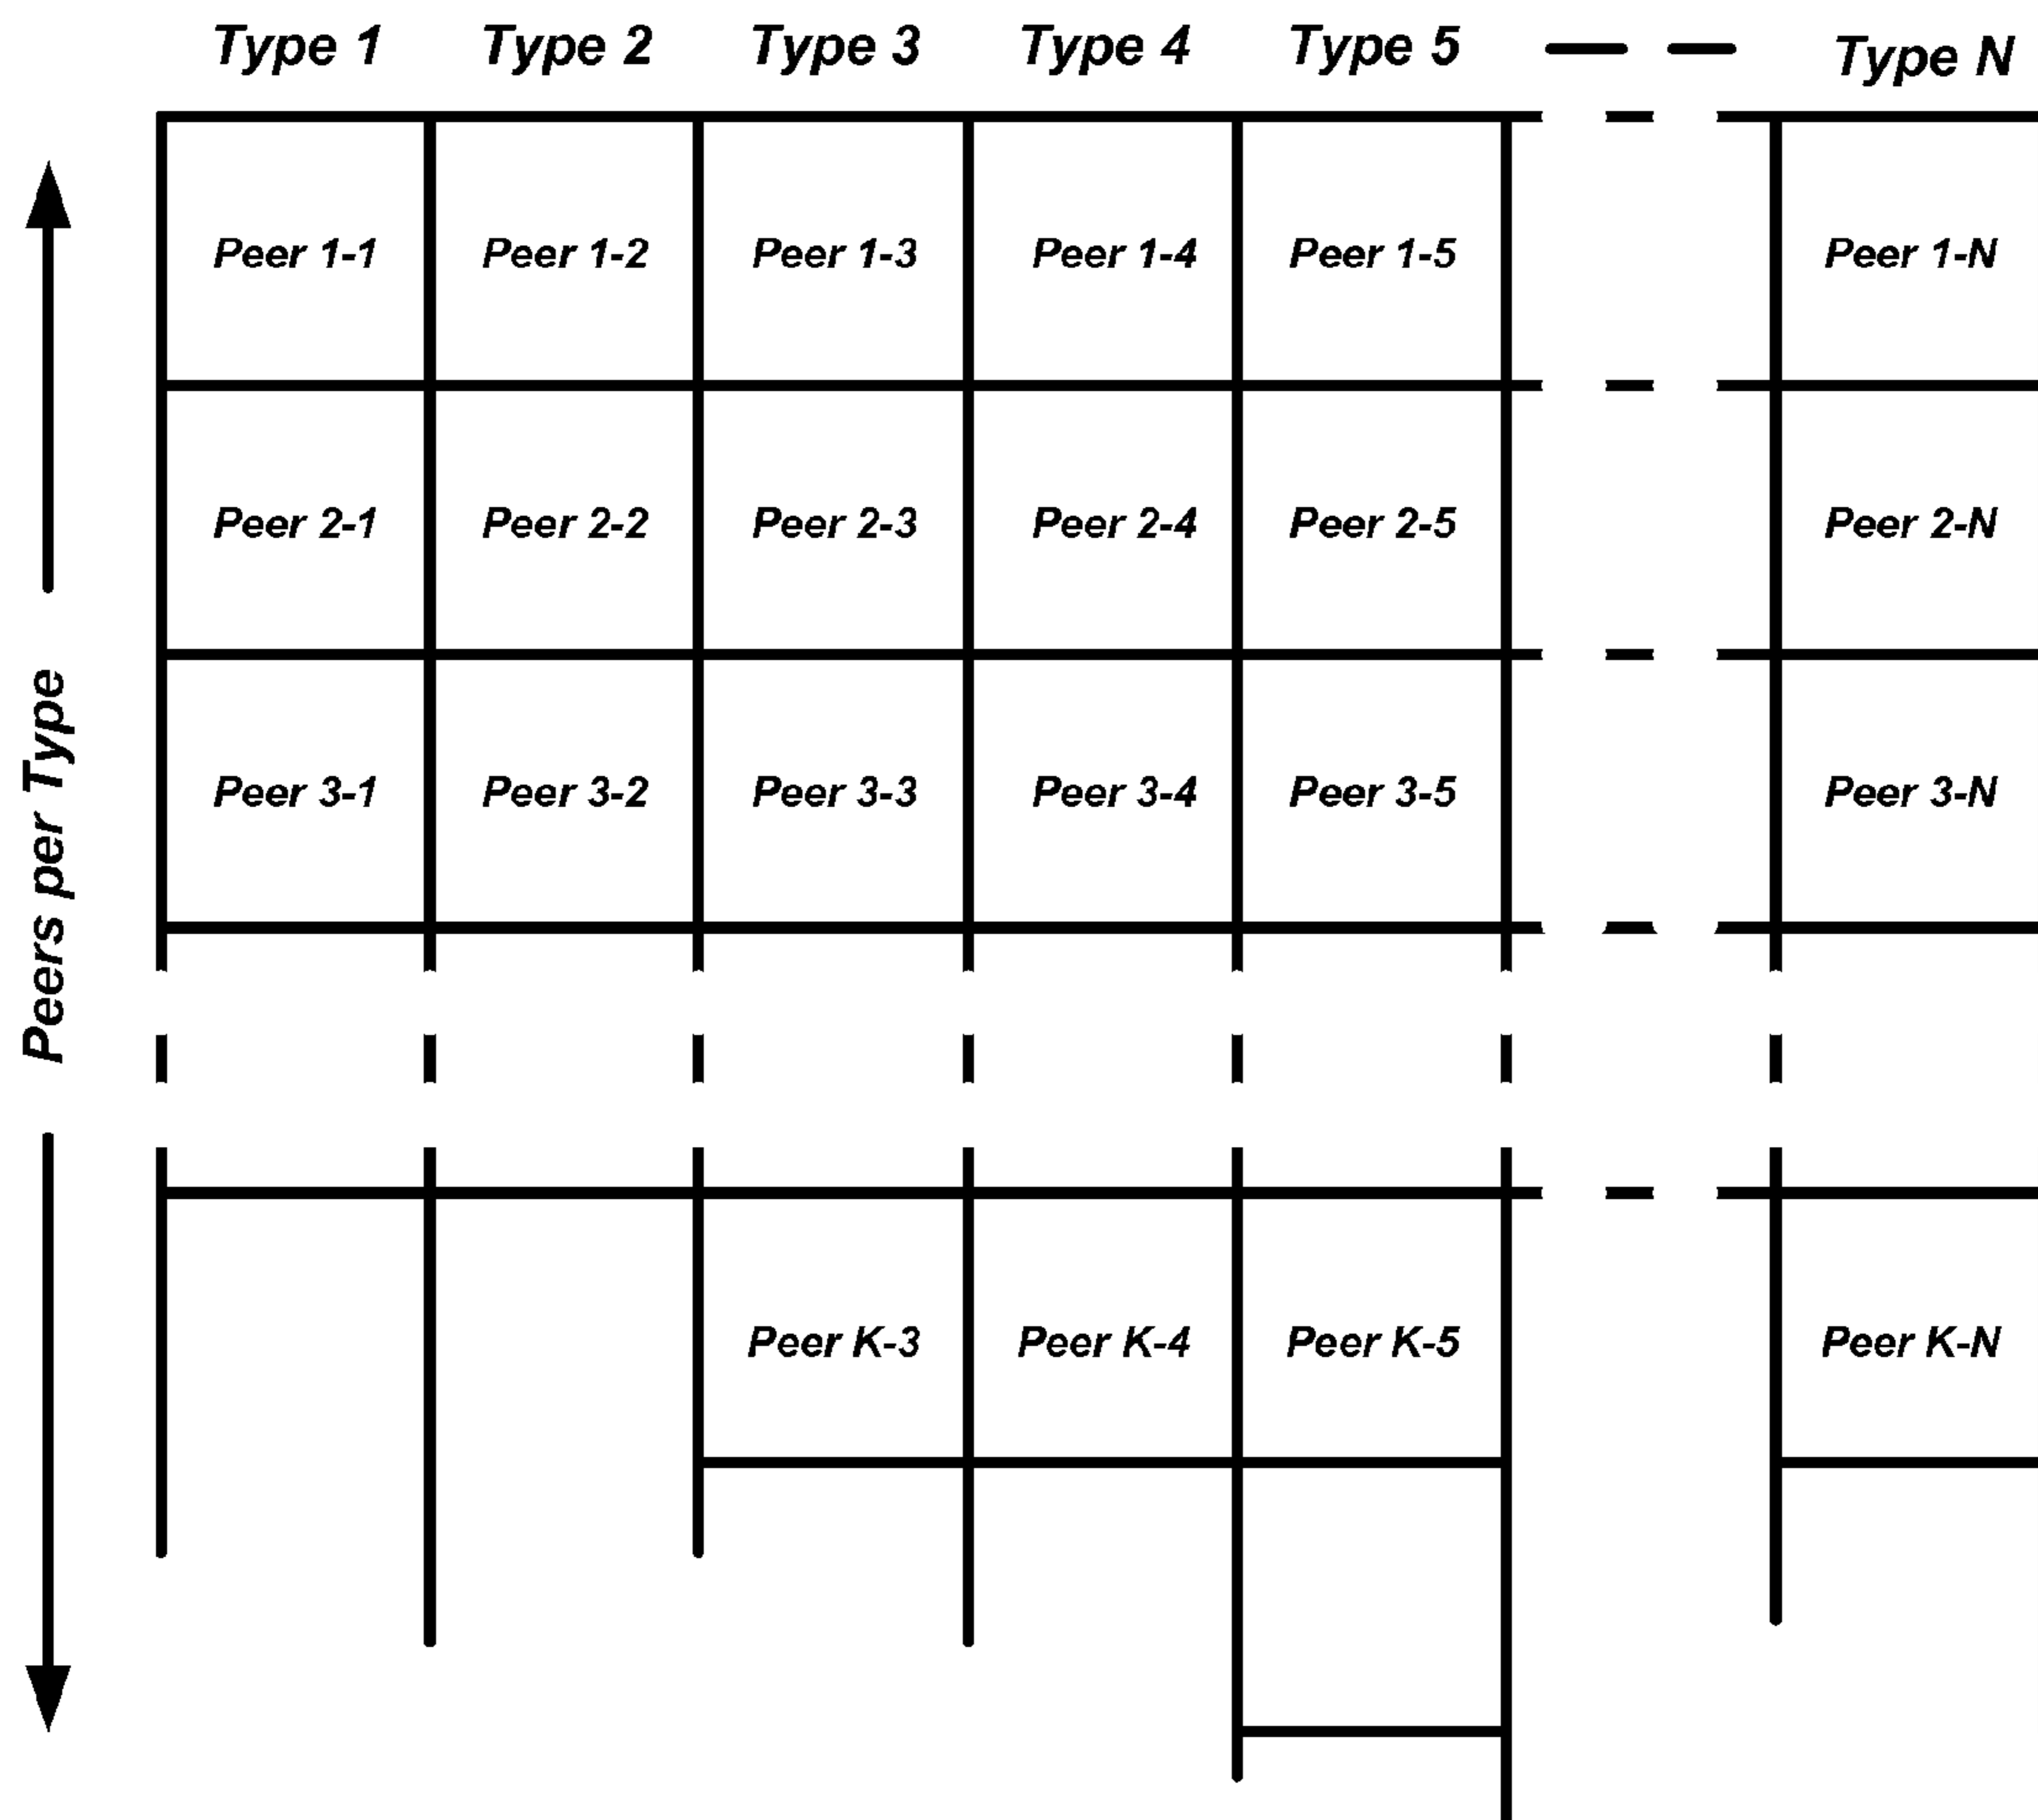 Type 1 Type 2 Type 3 Type 4 Type 5 Type N
Peer 1-1 Peer 1-2 Peer 1-3 Peer 1-4 Peer 1-5 Peer 1-N
Peer 2-1 Peer 2-2 Peer 2-3 Peer 2-4 Peer 2-5 Peer 2-N
Peers per Type
Peer 3-1 Peer 3-2 Peer 3-3 Peer 3-4 Peer 3-5 Peer 3-N
Peer K-3 Peer K-4 Peer K-5 Peer K-N